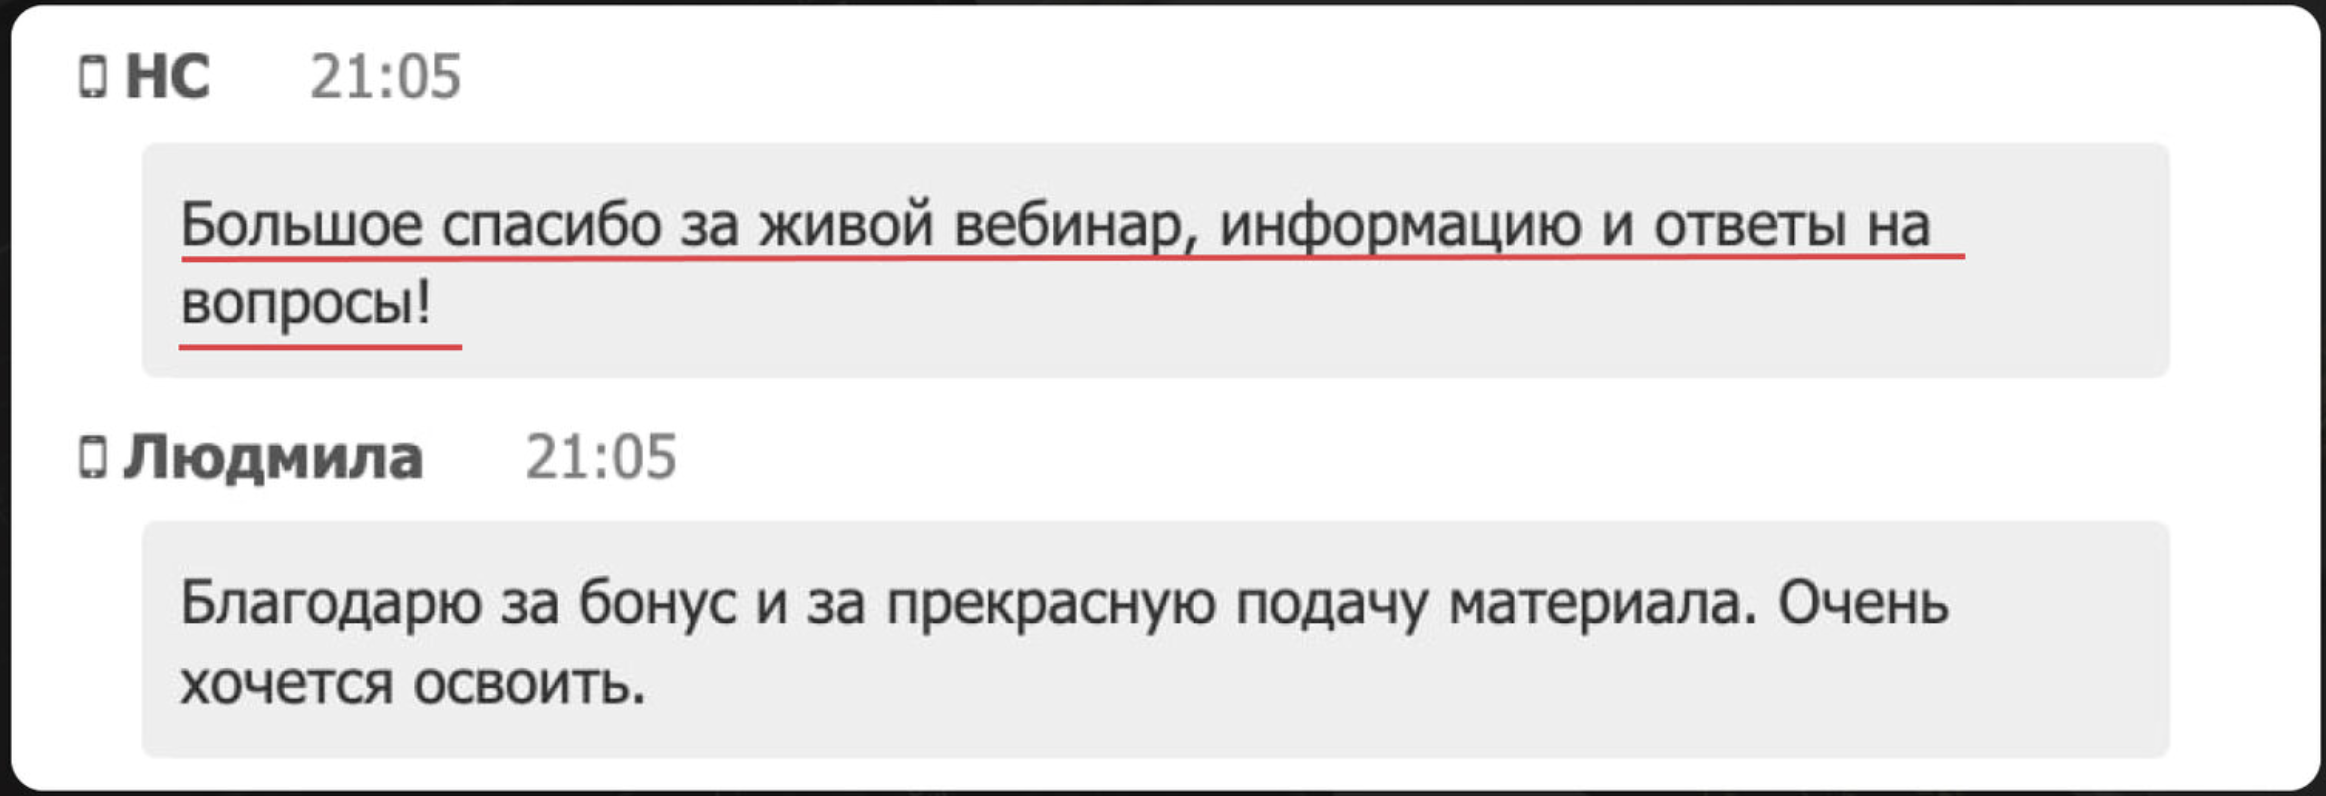 НС 21:05
Большое спасибо за живой вебинар, информацию и ответы на
вопросы!
Людмила 21:05
Благодарю за бонус и за прекрасную подачу материала. Очень
хочется освоить.